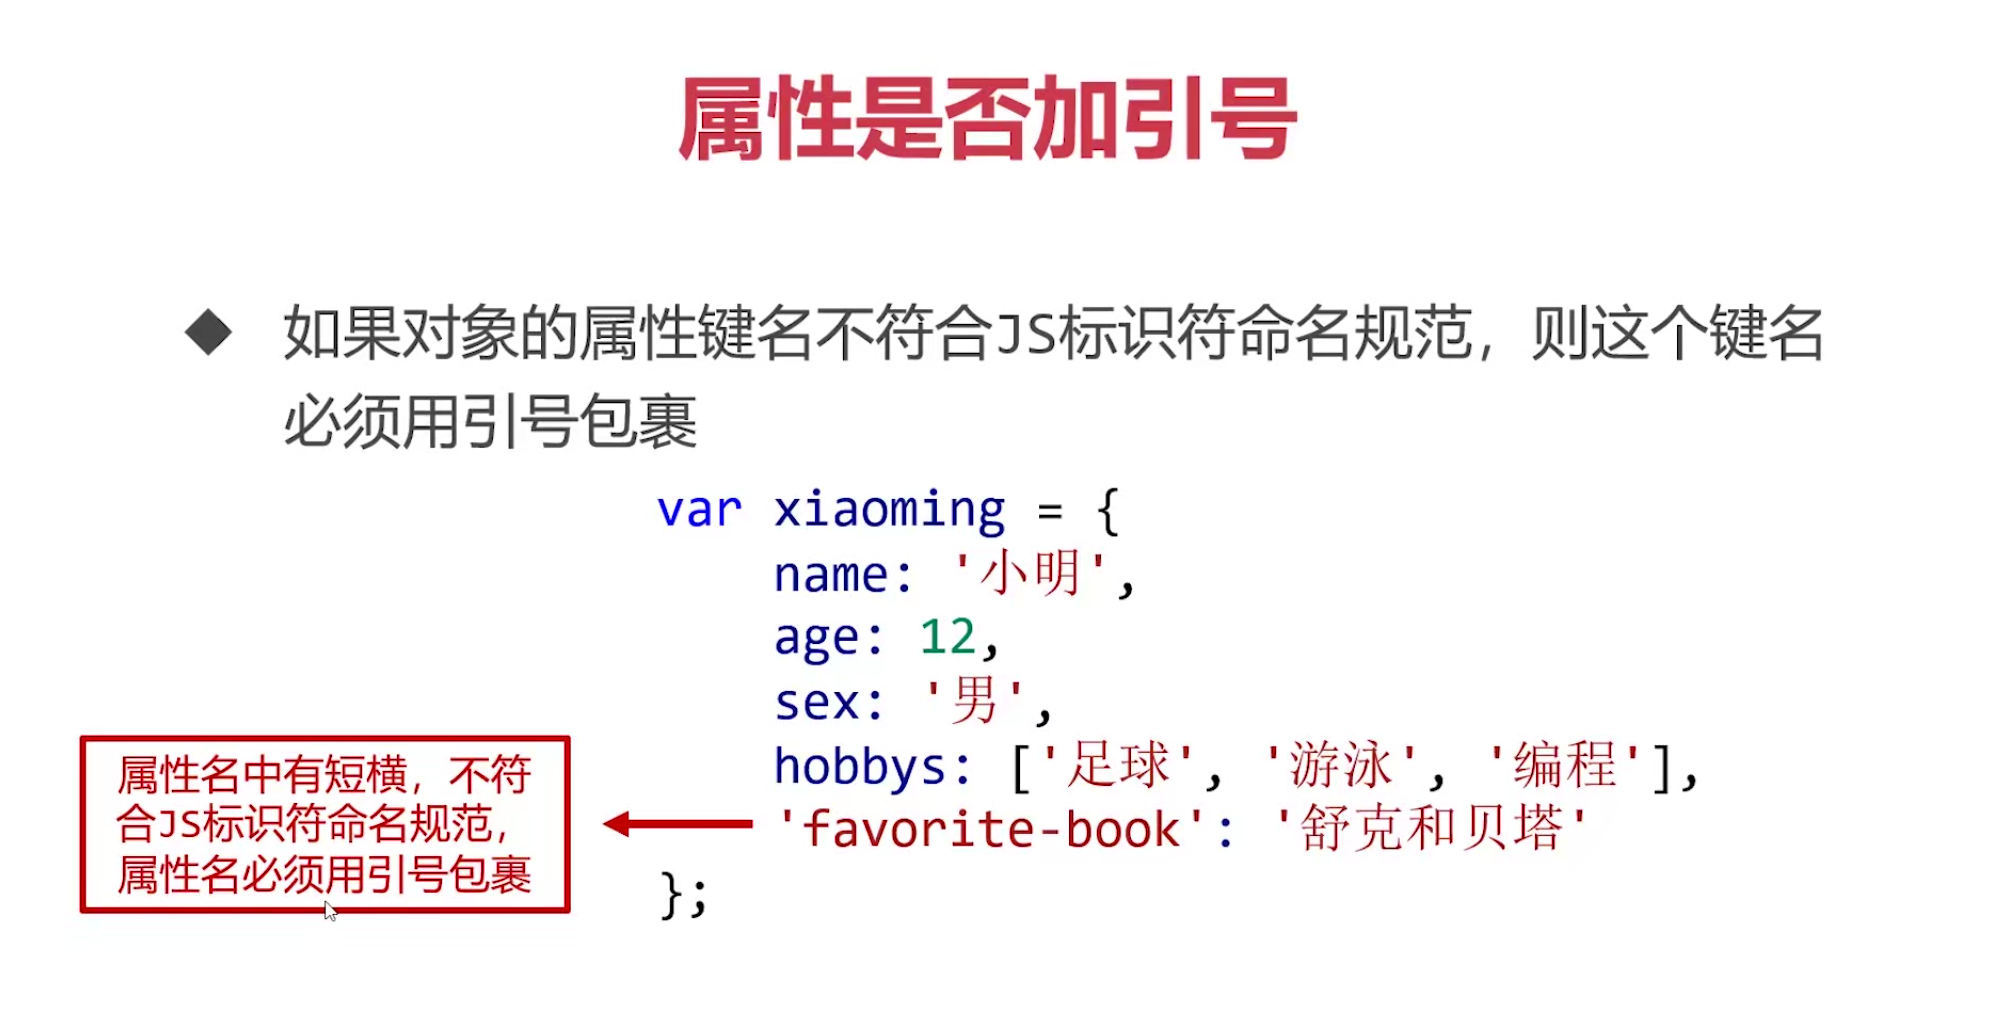 属性是否加引号
◆ 如果对象的属性键名不符合JS标识符命名规范，则这个键名
必须用引号包裹
var xiaoming = {
name: '小明',
age: 12,
sex: '男',
hobbys: ['足球', '游泳', '编程'],
'favorite-book': '舒克和贝塔'
};
属性名中有短横，不符
合JS标识符命名规范，
属性名必须用引号包裹